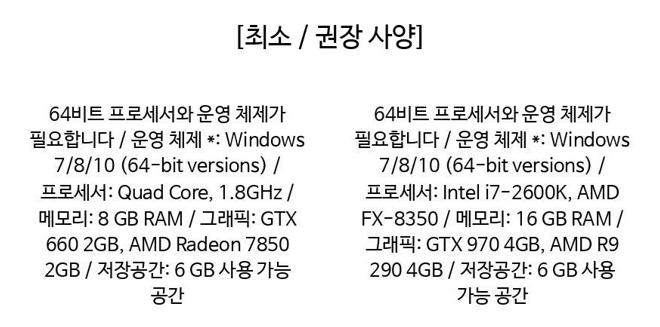 [최소 / 권장 사양]
64비트 프로세서와 운영 체제가
필요합니다 / 운영 체제 *: Windows
7/8/10 (64-bit versions) /
프로세서: Quad Core, 1.8GHz /
메모리: 8 GB RAM / 그래픽: GTX
660 2GB, AMD Radeon 7850
2GB / 저장공간: 6 GB 사용 가능
공간
64비트 프로세서와 운영 체제가
필요합니다 / 운영 체제 *: Windows
7/8/10 (64-bit versions) /
프로세서: Intel i7-2600K, AMD
FX-8350 / 메모리: 16 GB RAM /
그래픽: GTX 970 4GB, AMD R9
290 4GB / 저장공간: 6 GB 사용
가능 공간